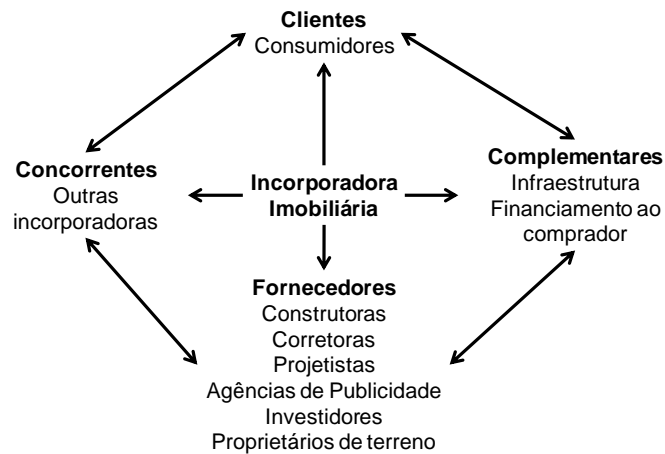 Clientes
Consumidores
Concorrentes
Outras
incorporadoras
Incorporadora
Imobiliária
Complementares
Infraestrutura
Financiamento ao
comprador
Fornecedores
Construtoras
Corretoras
Projetistas
Agências de Publicidade
Investidores
Proprietários de terreno